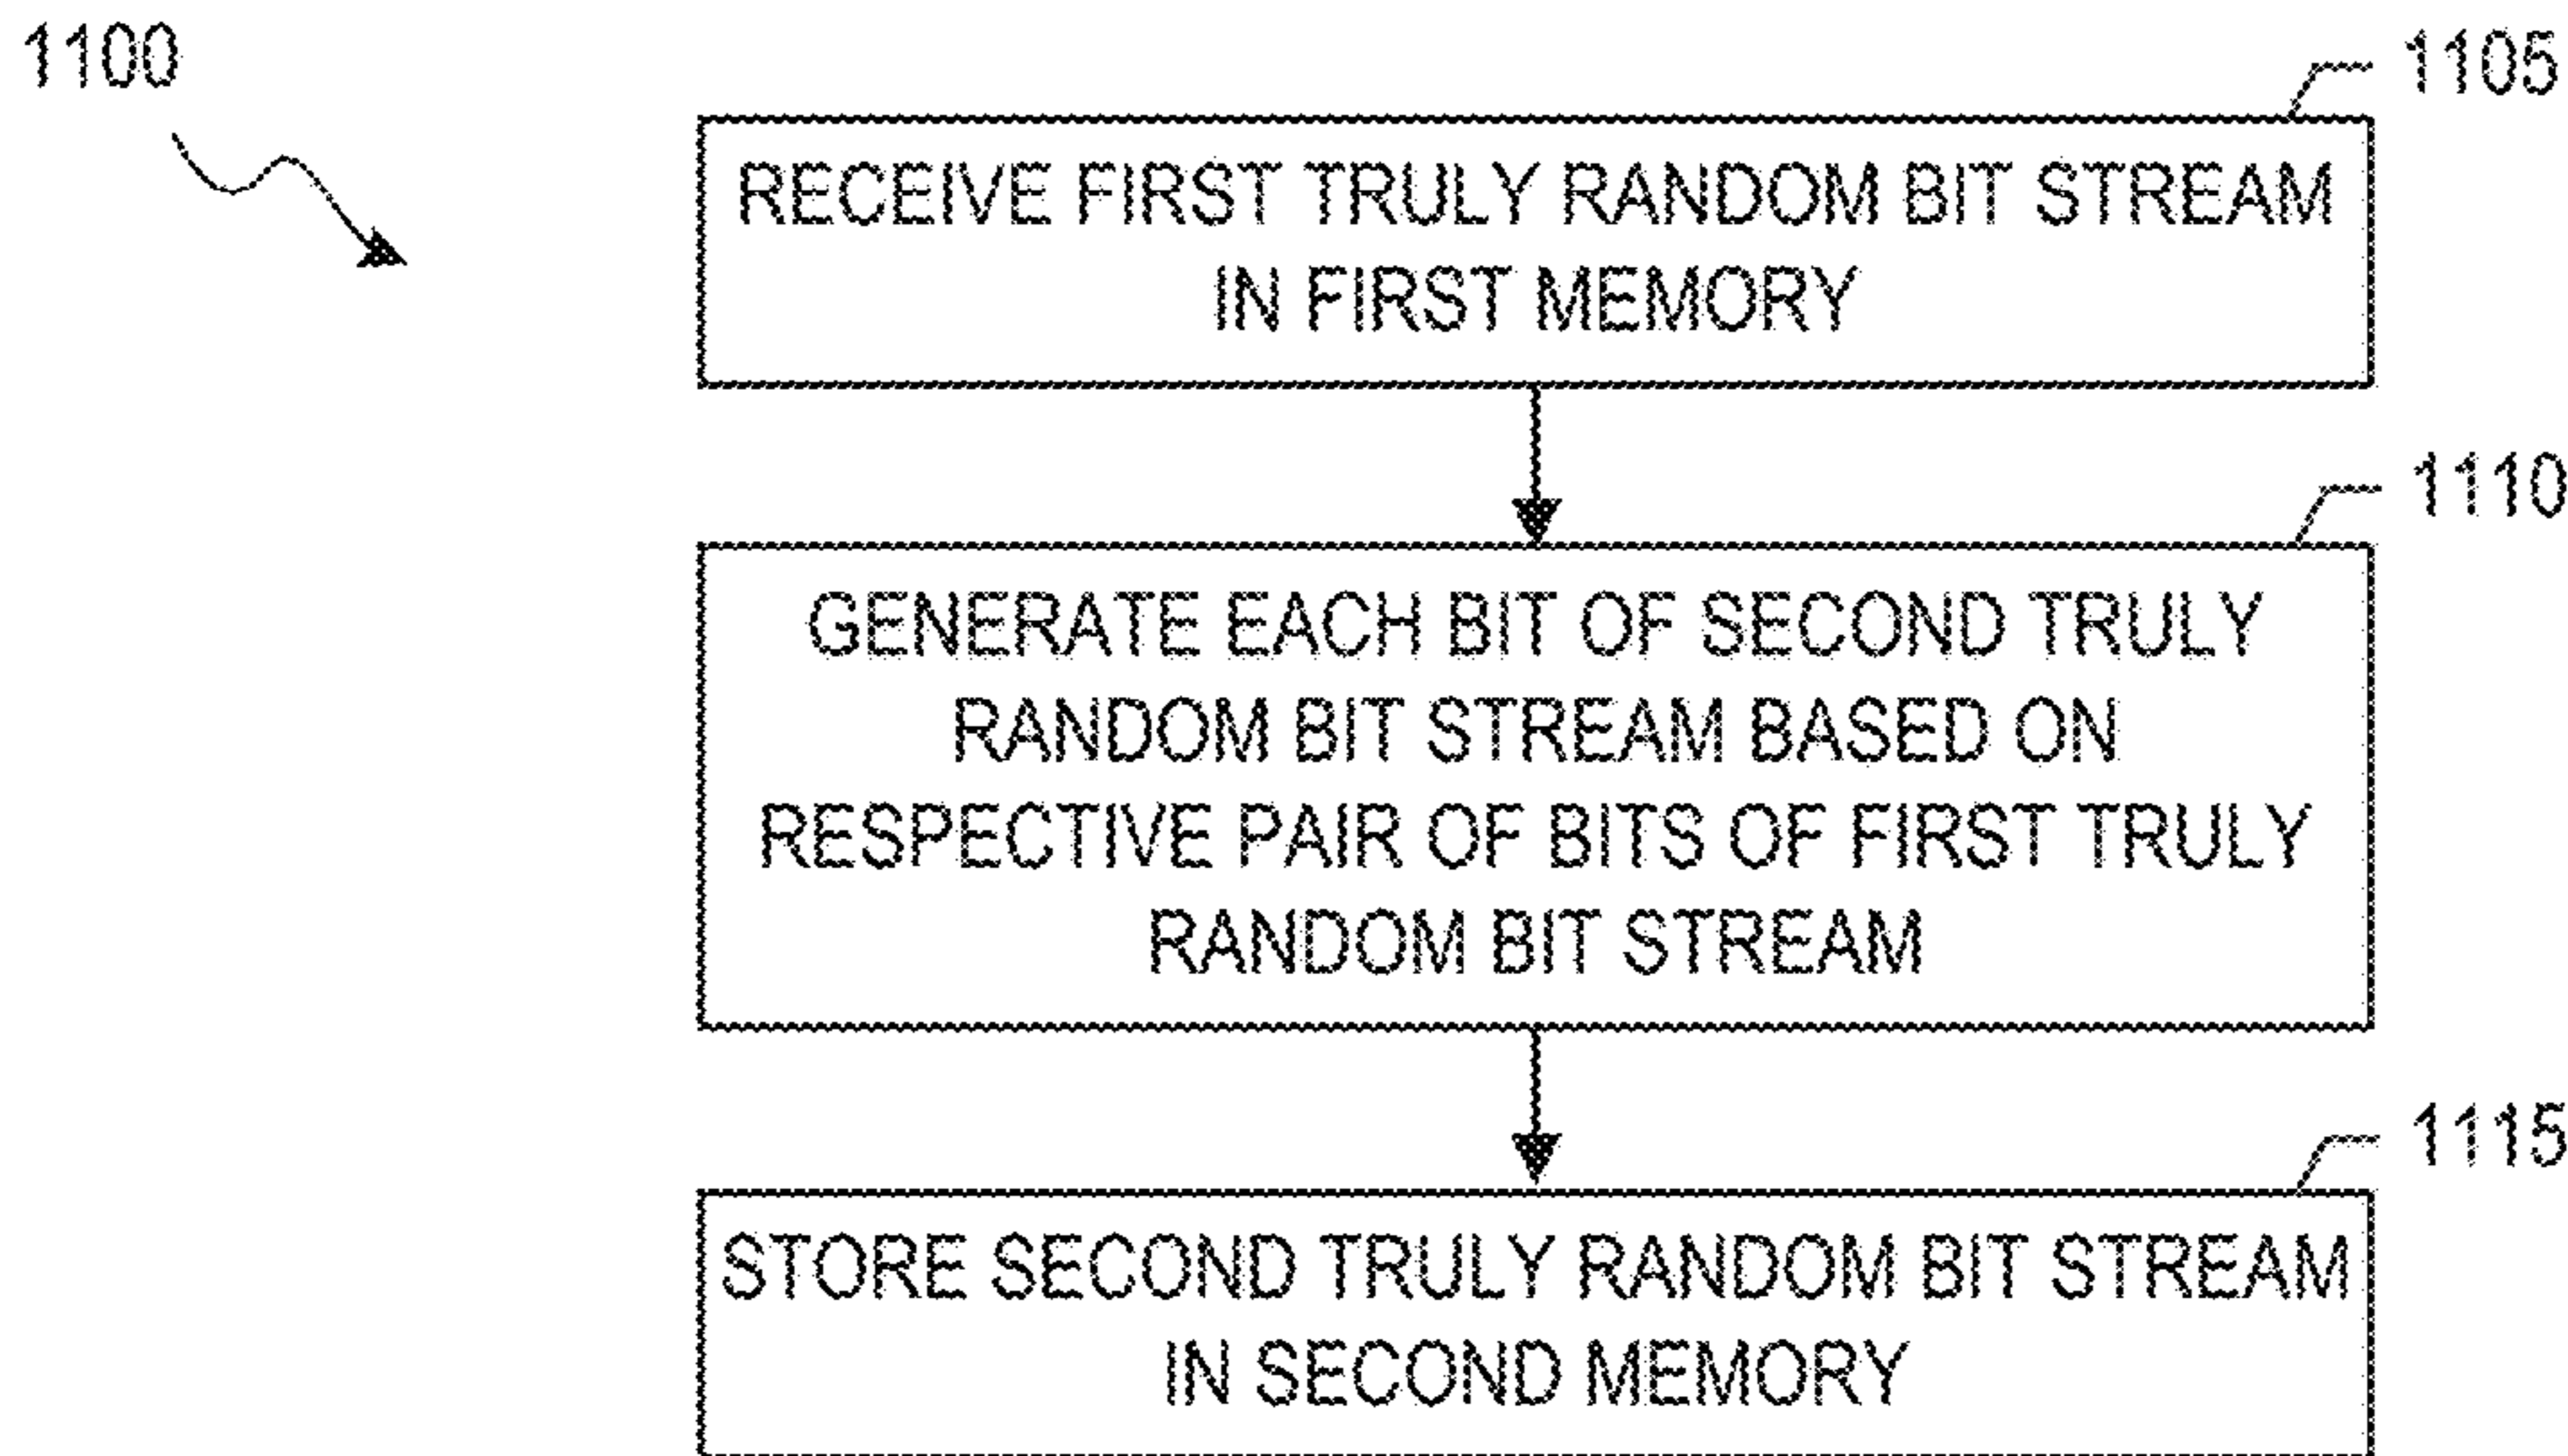 1100
1105
RECEIVE FIRST TRULY RANDOM BIT STREAM
IN FIRST MEMORY
1110
GENERATE EACH BIT OF SECOND TRULY
RANDOM BIT STREAM BASED ON
RESPECTIVE PAIR OF BITS OF FIRST TRULY
RANDOM BIT STREAM
1115
STORE SECOND TRULY RANDOM BIT STREAM
IN SECOND MEMORY